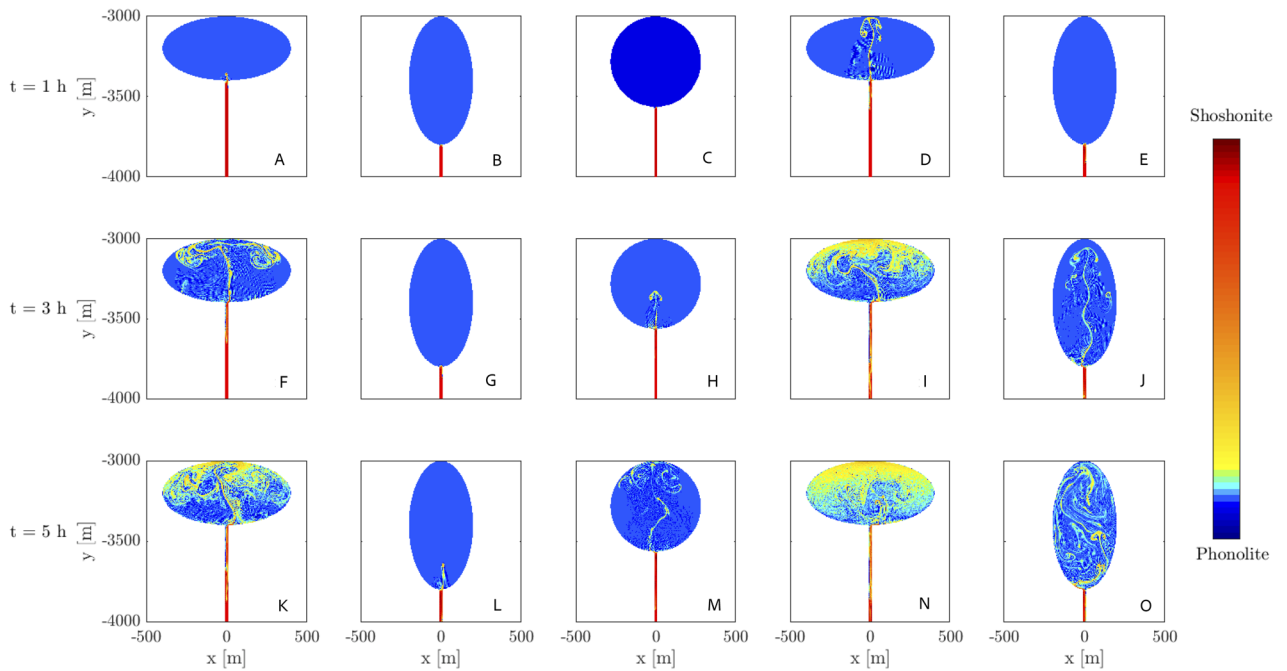 -3000
t = 1 h
y [m]
-3500
-4000
A
B
C
D
E
Shoshonite
-3000
t = 3 h
y [m]
-3500
-4000
F
G
H
I
J
-3000
t = 5 h
y [m]
-3500
-4000
K
L
M
N
O
Phonolite
-500 0 500 -500 0 500 -500 0 500 -500 0 500 -500 0 500
x [m] x [m] x [m] x [m] x [m]